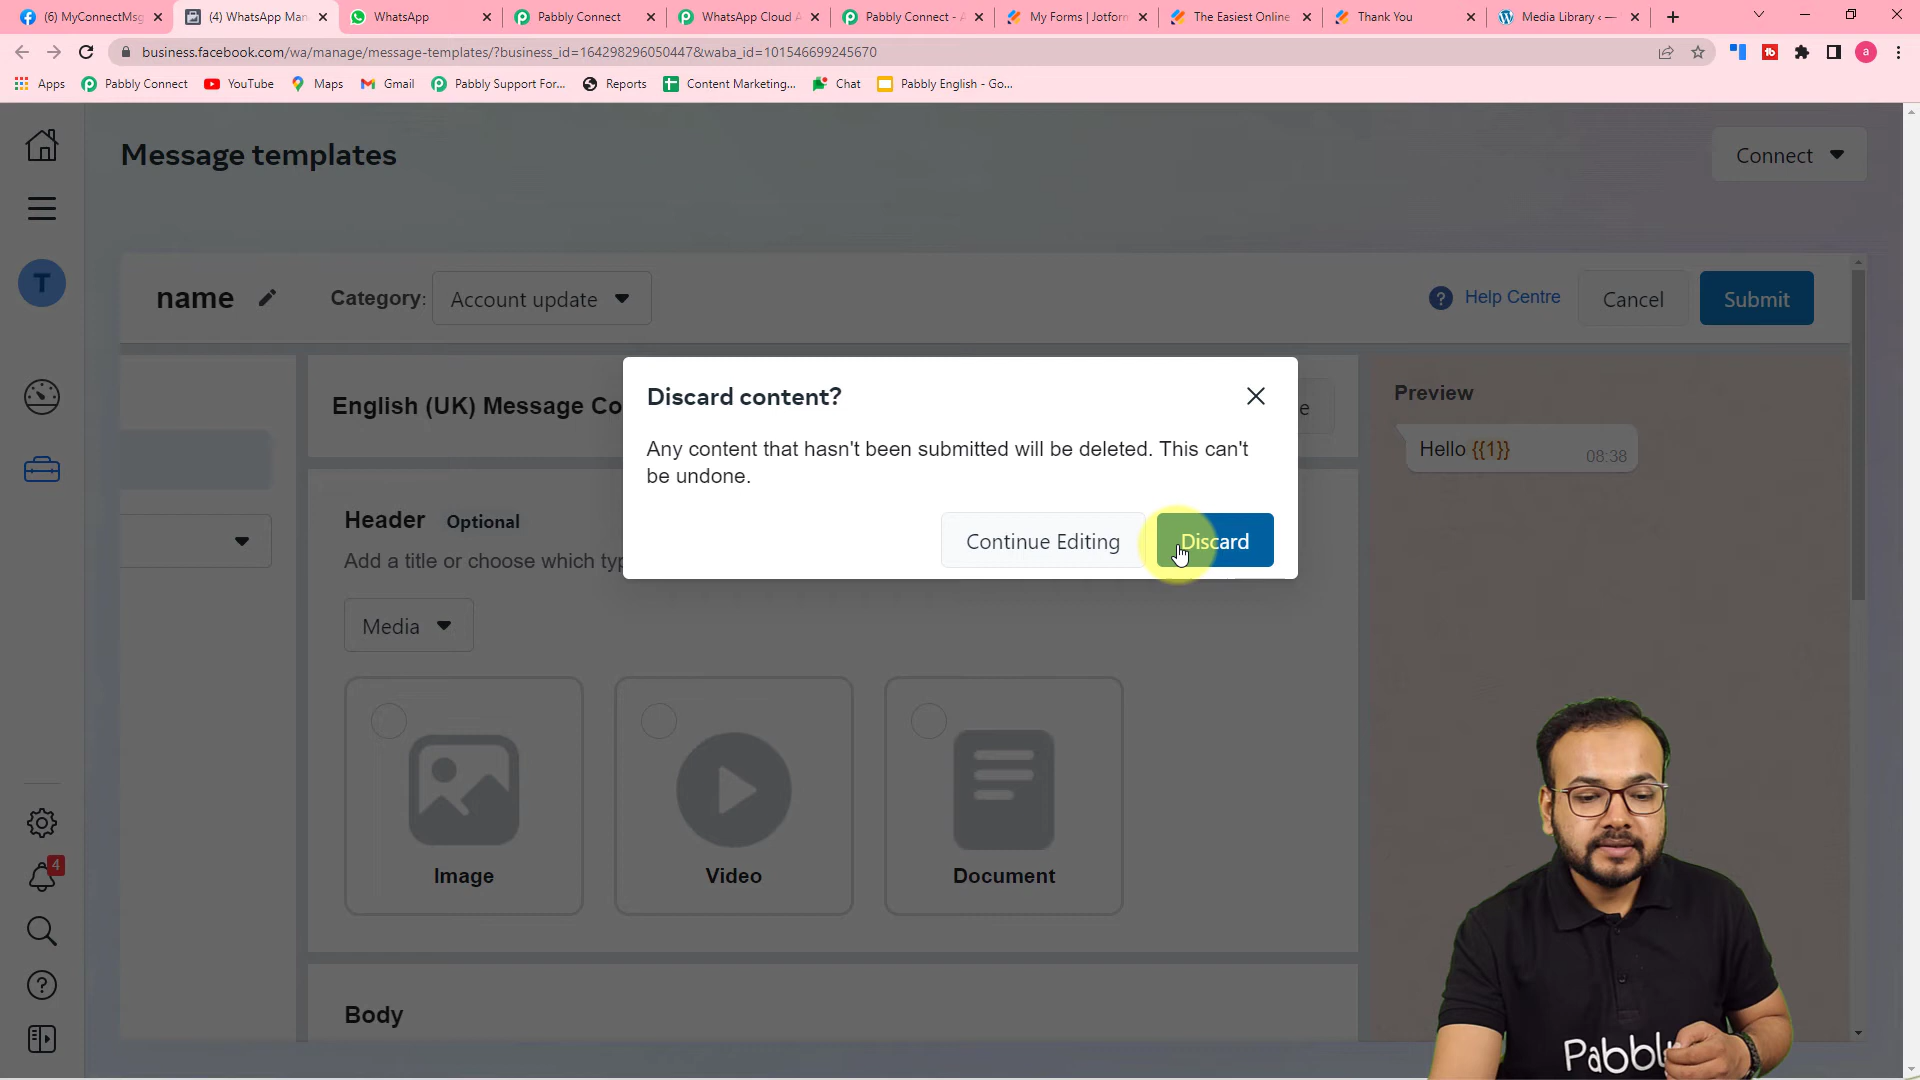 (6) MyConnectMsg
(4) WhatsApp Man
WhatsApp
Pabbly Connect
WhatsApp Cloud A
Pabbly Connect - A
My Forms | Jotform
The Easiest Online
Thank You
Media Library ‹ —
business.facebook.com/wa/manage/message-templates/?business_id=164298296050447&waba_id=101546699245670
a
Apps
Pabbly Connect
YouTube
Maps
Gmail
Pabbly Support For...
Reports
Content Marketing...
Chat
Pabbly English - Go...
Message templates
Connect
T
name
Category:
Account update
? Help Centre
Cancel
Submit
English (UK) Message Co
e
Preview
Hello {{1}}
08:38
Discard content?
Any content that hasn't been submitted will be deleted. This can't
be undone.
Continue Editing
Discard
Header
Optional
Add a title or choose which typ
Media
Image
Video
Document
Body
4
Pabbly